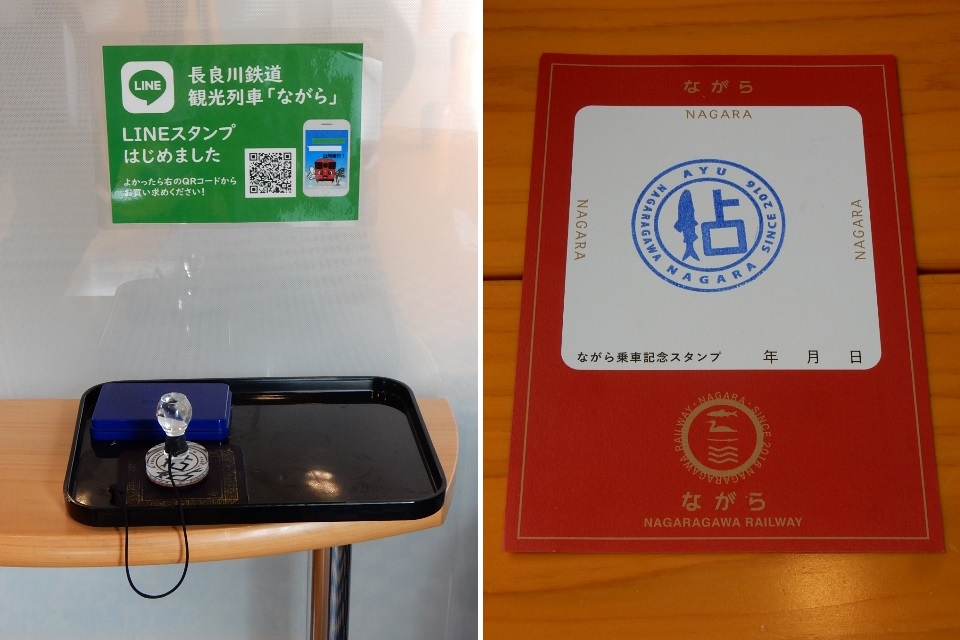 LINE
長良川鉄道
観光列車「ながら」
LINEスタンプ
はじめました
よかったら右のQRコードから
お買い求めください!
ながら
NAGARA
NAGARA
NAGARA
AYU
NAGARAGAWA
NAGARA
SINCE 2016
占
ながら乗車記念スタンプ 年 月 日
NAGARA・SINCE 2016 NAGARAGAWA RAILWAY・
ながら
NAGARAGAWA RAILWAY